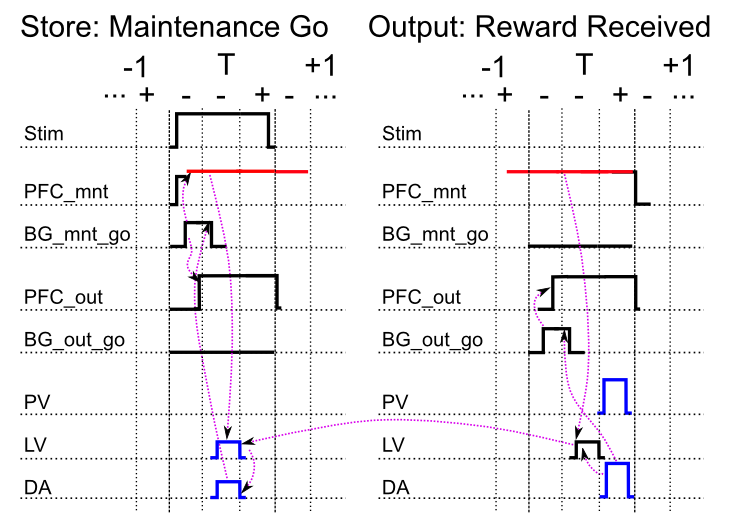 Store: Maintenance Go
-1 T +1
... + - - + - ...
Stim
PFC_mnt
BG_mnt_go
PFC_out
BG_out_go
PV
LV
DA
Output: Reward Received
-1 T +1
... + - - + ...
Stim
PFC_mnt
BG_mnt_go
PFC_out
BG_out_go
PV
LV
DA